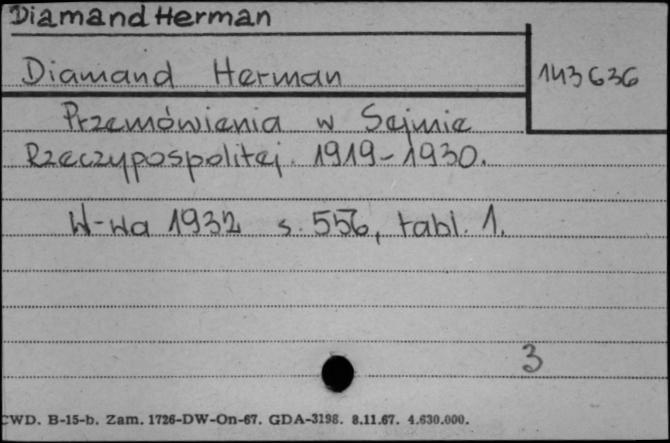 Diamand Herman
Diamand Herman
143636
Przemówienia w Sejmie
Rzeczypospolitej. 1919-1930.
W-wa 1932 s. 556, tabl. 1.
3
CWD. B-15-b. Zam. 1726-DW-On-67. GDA-3198. 8.11.67. 4.630.000.